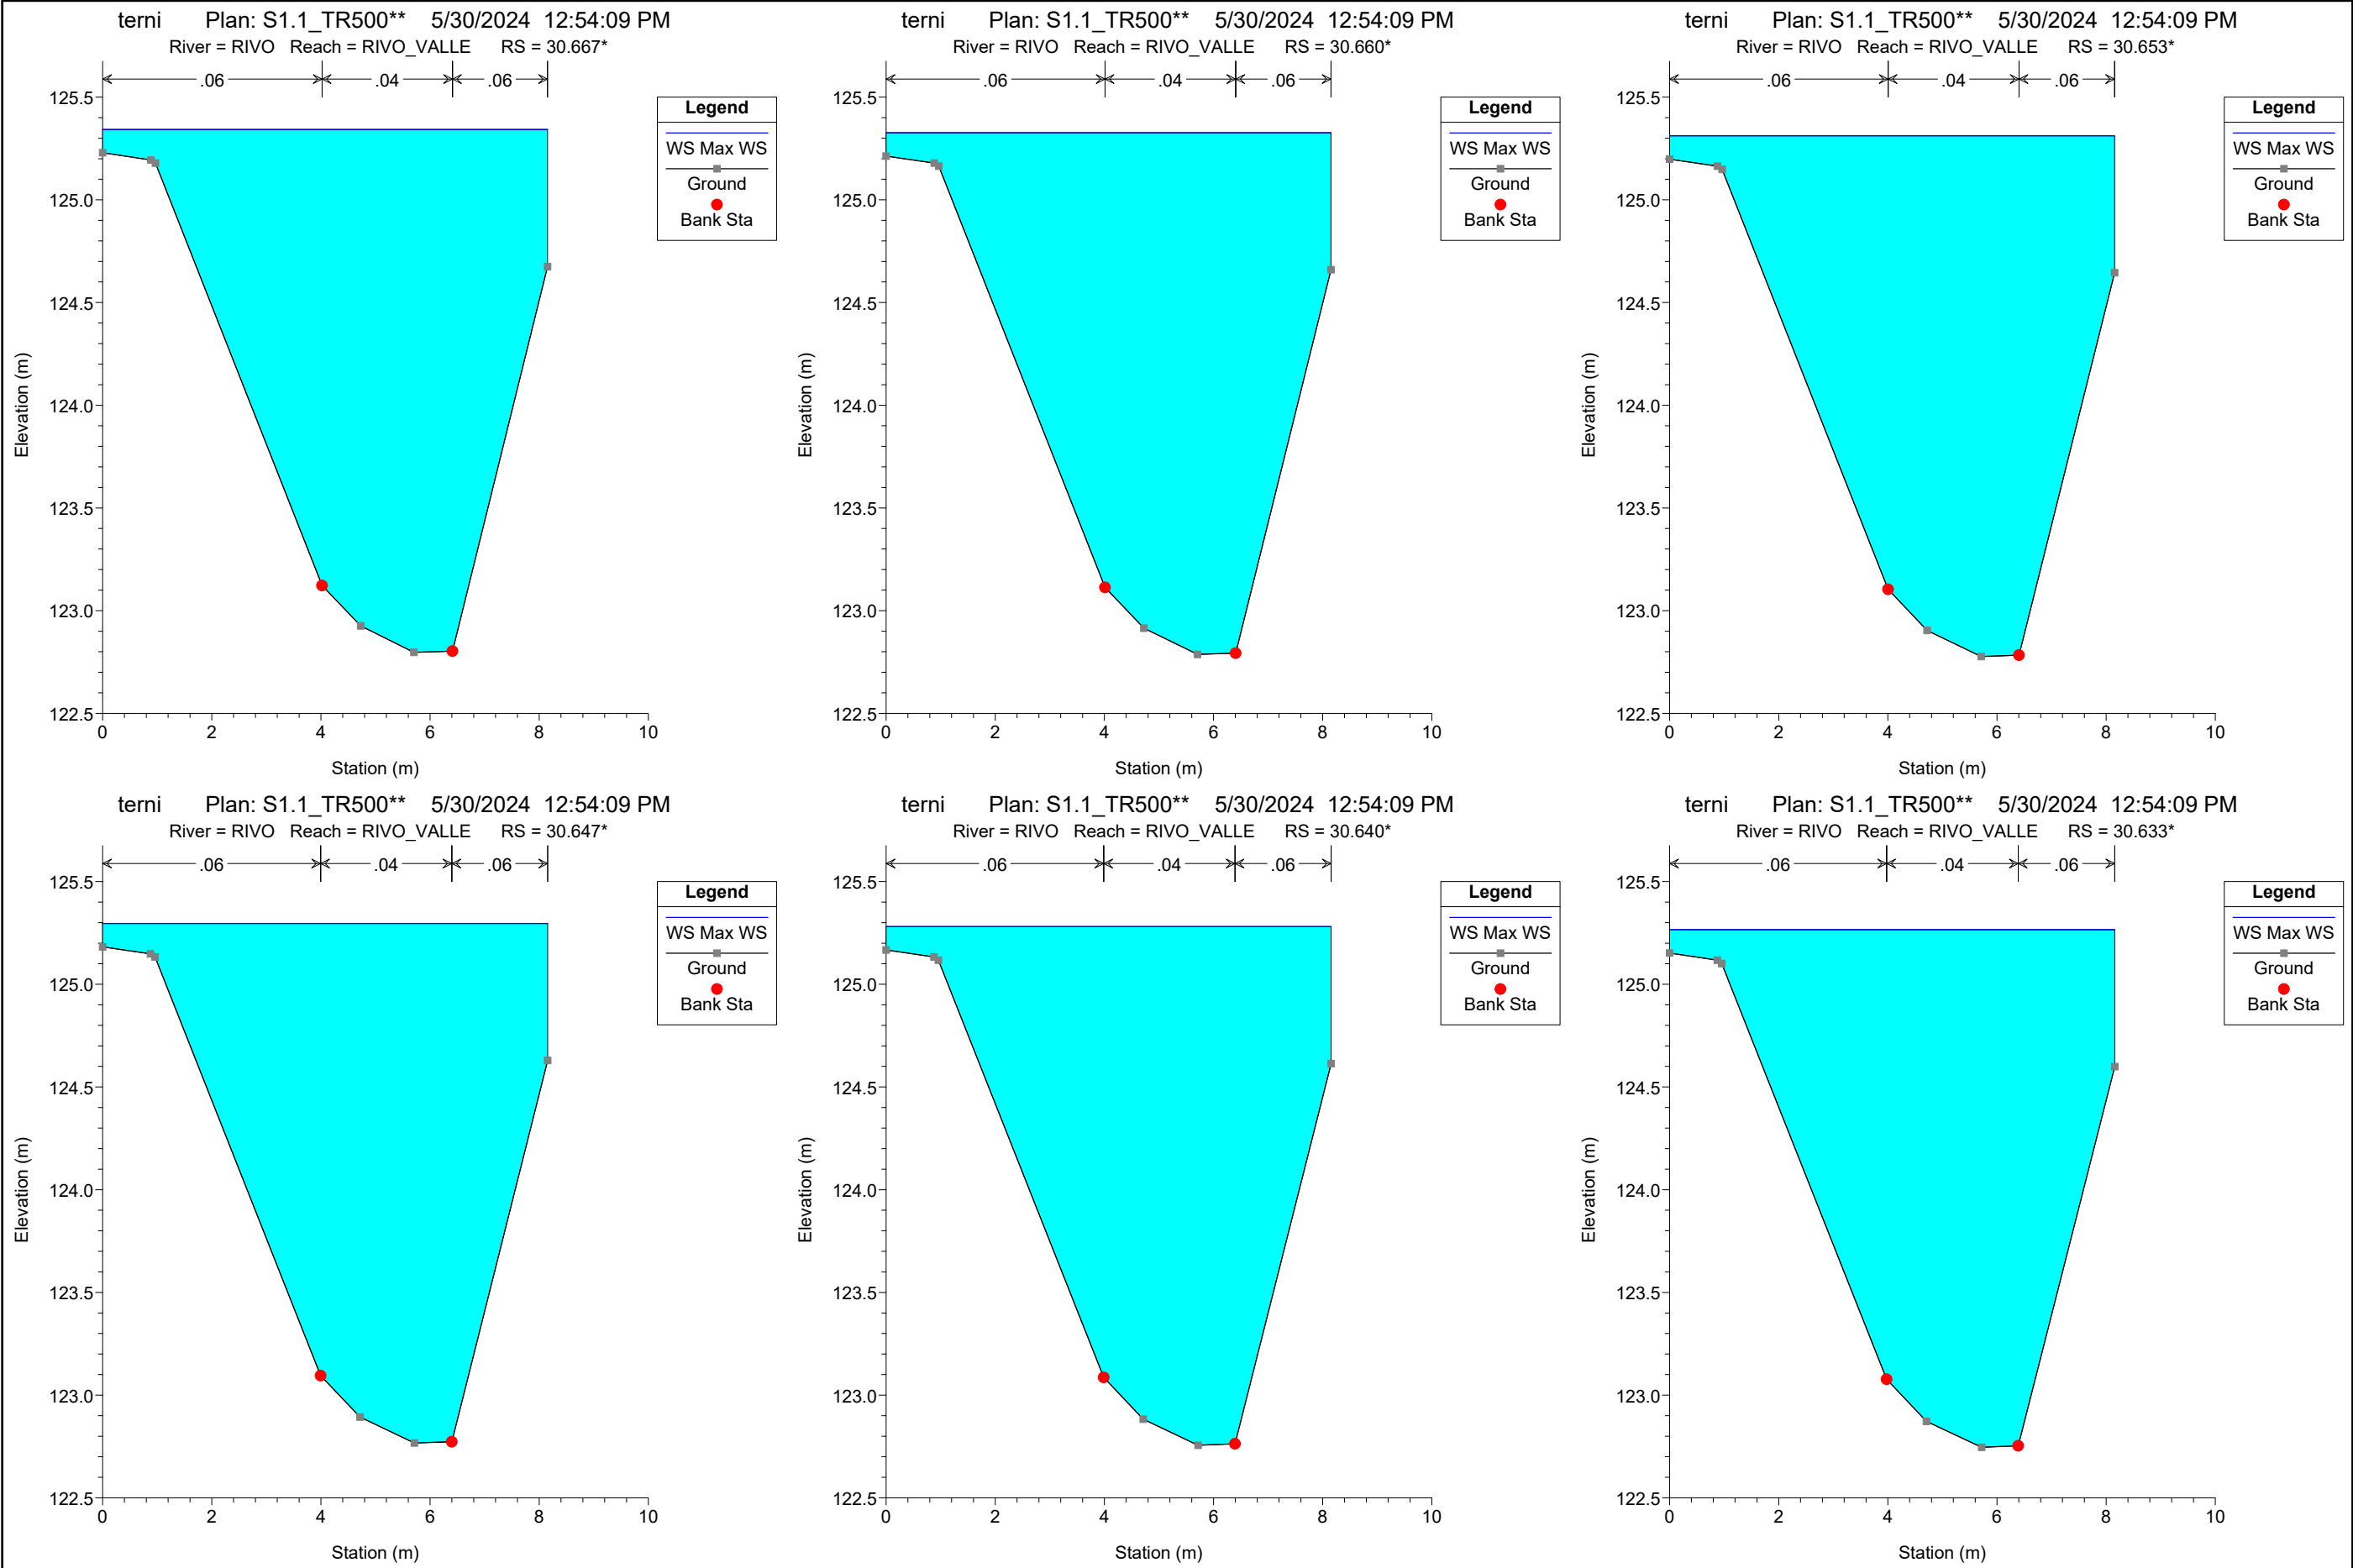 terni Plan: S1.1_TR500** 5/30/2024 12:54:09 PM
River = RIVO Reach = RIVO_VALLE RS = 30.667*
.06 .04 .06
Legend
WS Max WS
Ground
Bank Sta
125.5
125.0
124.5
124.0
123.5
123.0
122.5
Elevation (m)
0 2 4 6 8 10
Station (m)
terni Plan: S1.1_TR500** 5/30/2024 12:54:09 PM
River = RIVO Reach = RIVO_VALLE RS = 30.660*
.06 .04 .06
Legend
WS Max WS
Ground
Bank Sta
125.5
125.0
124.5
124.0
123.5
123.0
122.5
Elevation (m)
0 2 4 6 8 10
Station (m)
terni Plan: S1.1_TR500** 5/30/2024 12:54:09 PM
River = RIVO Reach = RIVO_VALLE RS = 30.653*
.06 .04 .06
Legend
WS Max WS
Ground
Bank Sta
125.5
125.0
124.5
124.0
123.5
123.0
122.5
Elevation (m)
0 2 4 6 8 10
Station (m)
terni Plan: S1.1_TR500** 5/30/2024 12:54:09 PM
River = RIVO Reach = RIVO_VALLE RS = 30.647*
.06 .04 .06
Legend
WS Max WS
Ground
Bank Sta
125.5
125.0
124.5
124.0
123.5
123.0
122.5
Elevation (m)
0 2 4 6 8 10
Station (m)
terni Plan: S1.1_TR500** 5/30/2024 12:54:09 PM
River = RIVO Reach = RIVO_VALLE RS = 30.640*
.06 .04 .06
Legend
WS Max WS
Ground
Bank Sta
125.5
125.0
124.5
124.0
123.5
123.0
122.5
Elevation (m)
0 2 4 6 8 10
Station (m)
terni Plan: S1.1_TR500** 5/30/2024 12:54:09 PM
River = RIVO Reach = RIVO_VALLE RS = 30.633*
.06 .04 .06
Legend
WS Max WS
Ground
Bank Sta
125.5
125.0
124.5
124.0
123.5
123.0
122.5
Elevation (m)
0 2 4 6 8 10
Station (m)